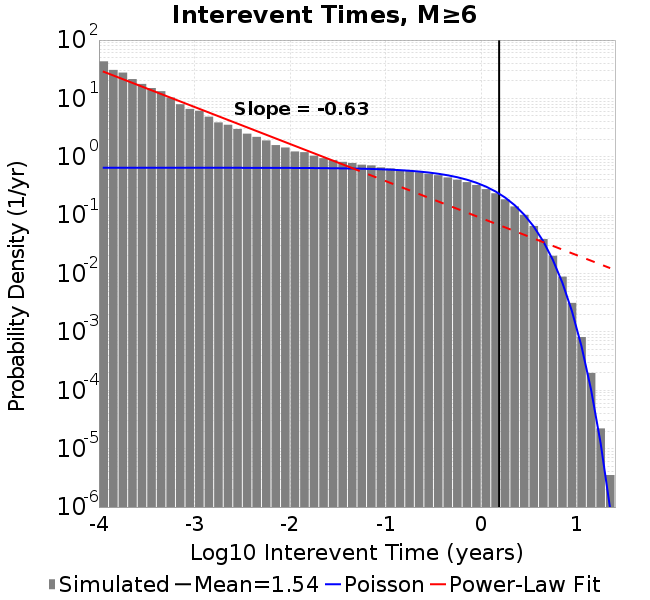 Interevent Times, M≥6
Probability Density (1/yr)
10^2
10^1
10^0
10^-1
10^-2
10^-3
10^-4
10^-5
10^-6
Slope = -0.63
-4 -3 -2 -1 0 1
Log10 Interevent Time (years)
Simulated Mean=1.54 Poisson Power-Law Fit